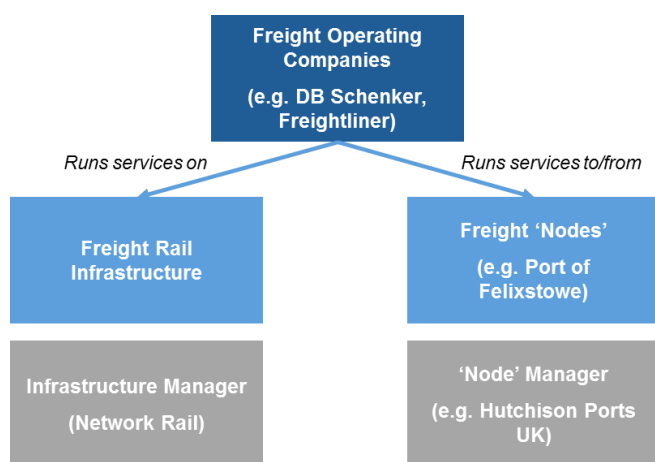 Freight Operating
Companies
(e.g. DB Schenker,
Freightliner)
Runs services on
Runs services to/from
Freight Rail
Infrastructure
Freight ‘Nodes’
(e.g. Port of
Felixstowe)
Infrastructure Manager
(Network Rail)
‘Node’ Manager
(e.g. Hutchison Ports
UK)